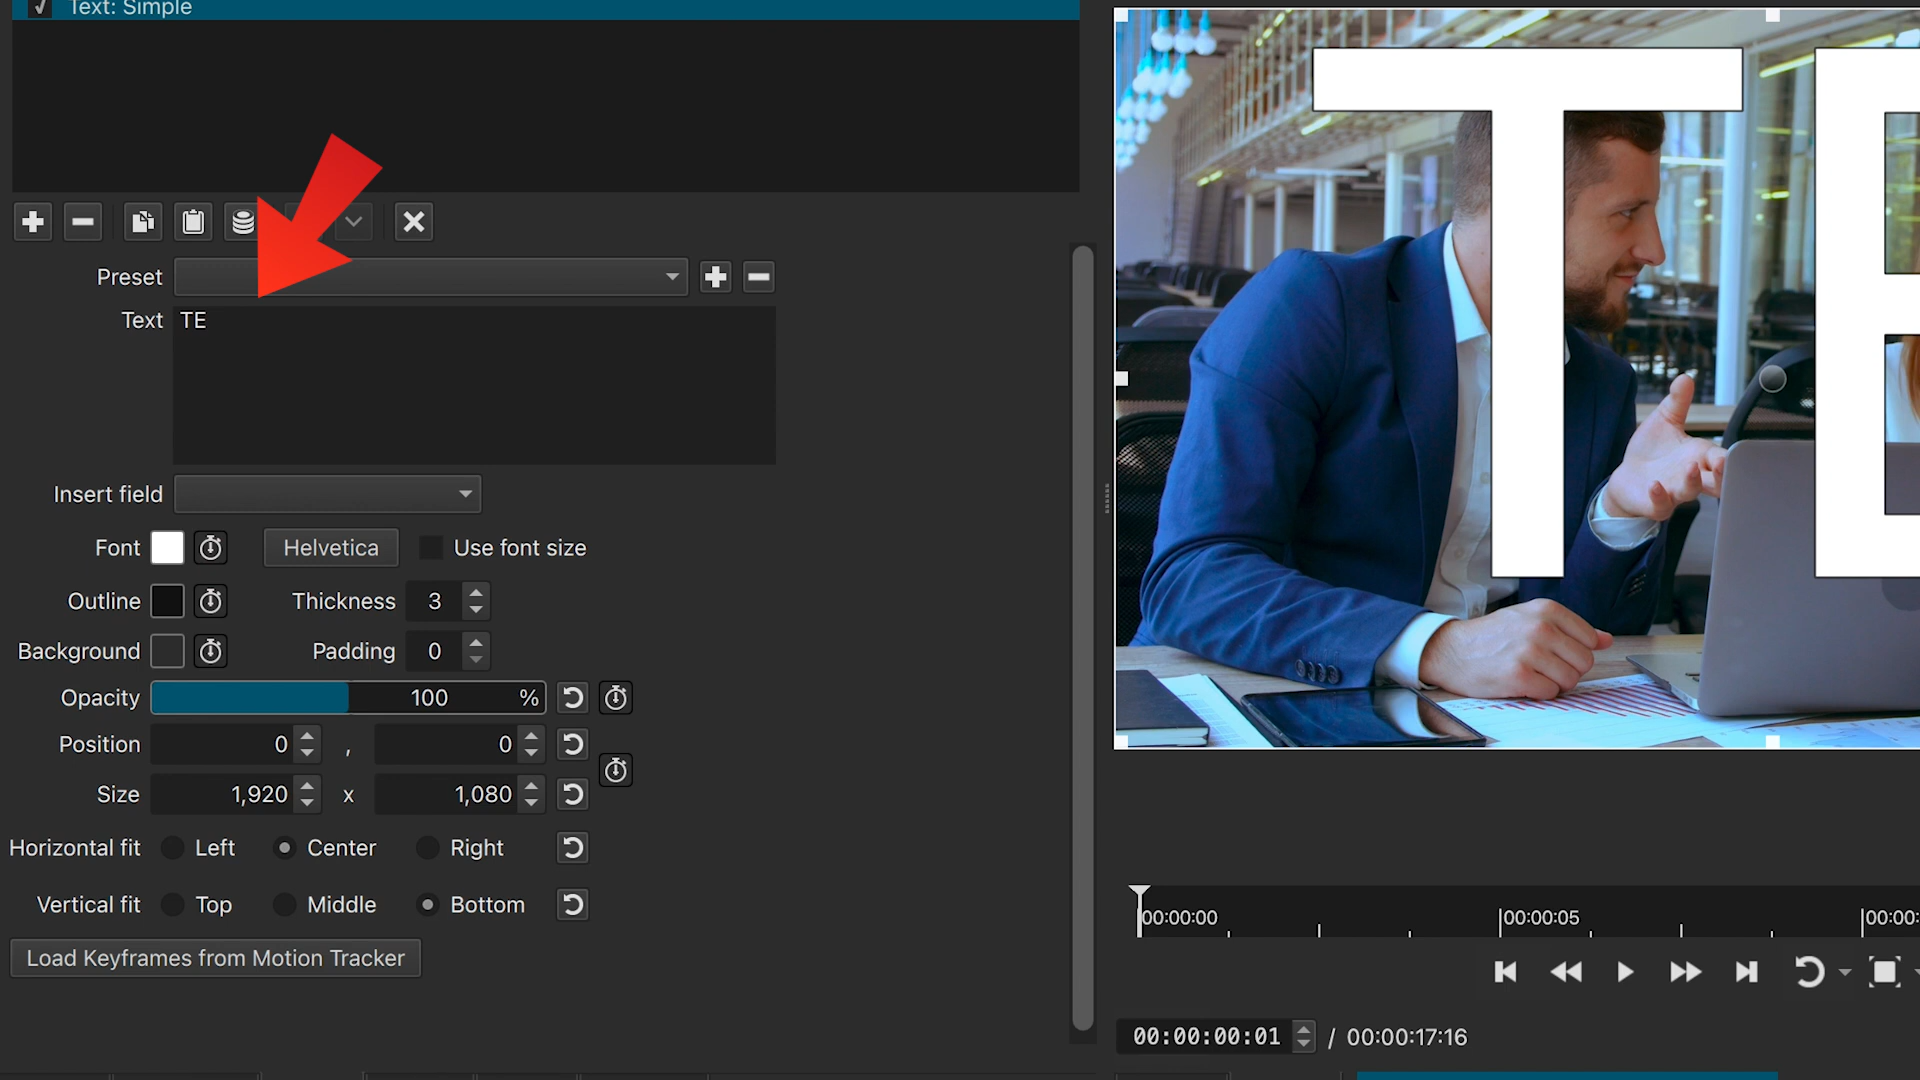 Text: Simple
Preset
Text TE
Insert field
Font Helvetica Use font size
Outline Thickness 3
Background Padding 0
Opacity 100 %
Position 0 , 0
Size 1,920 x 1,080
Horizontal fit Left Center Right
Vertical fit Top Middle Bottom
Load Keyframes from Motion Tracker
TE
00:00:00 00:00:05 00:00:
00:00:00:01 / 00:00:17:16